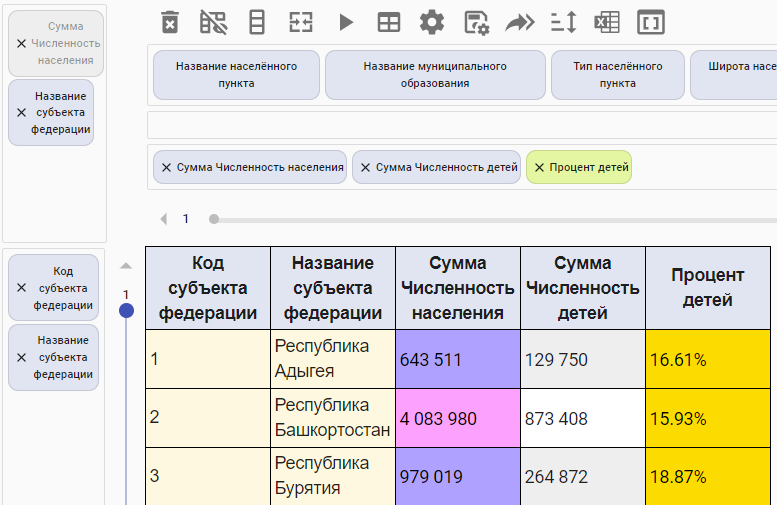 Сумма
Численность
населения
Название
субъекта
федерации
Название населённого
пункта
Название муниципального
образования
Тип населённого
пункта
Широта насе
Сумма Численность населения
Сумма Численность детей
Процент детей
1
Код
субъекта
федерации
Название
субъекта
федерации
1
Код
субъекта
федерации
Название
субъекта
федерации
Сумма
Численность
населения
Сумма
Численность
детей
Процент
детей
1
Республика
Адыгея
643 511
129 750
16.61%
2
Республика
Башкортостан
4 083 980
873 408
15.93%
3
Республика
Бурятия
979 019
264 872
18.87%